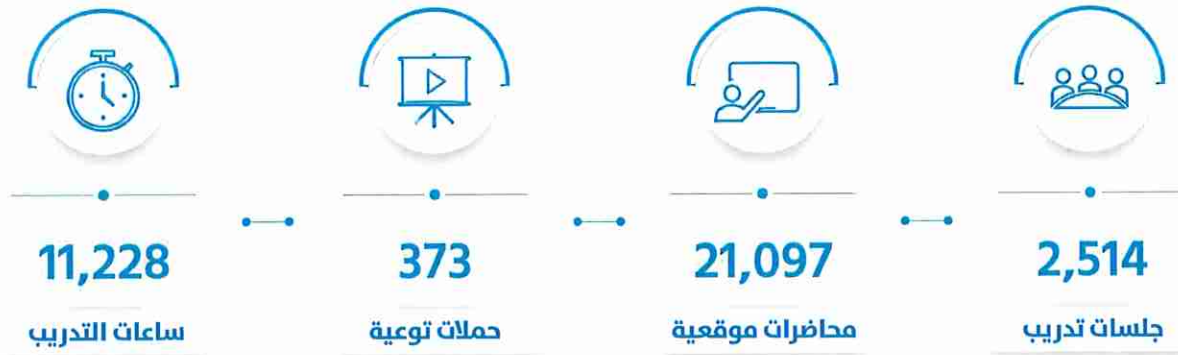 2,514
جلسات تدريب
21,097
محاضرات موقعية
373
حملات توعية
11,228
ساعات التدريب